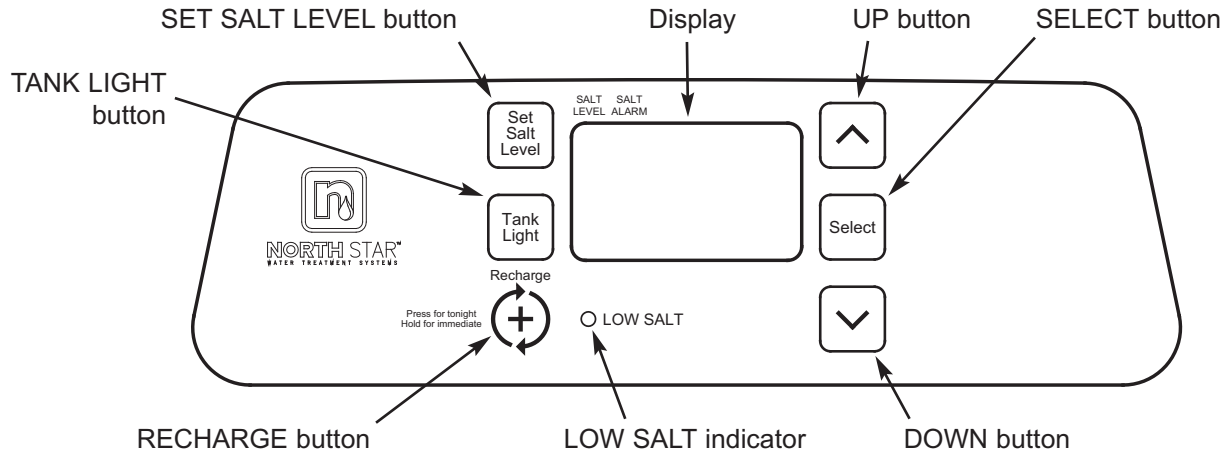 SET SALT LEVEL button
Display
UP button
SELECT button
TANK LIGHT
button
SALT
LEVEL
SALT
ALARM
Set
Salt
Level
Tank
Light
Select
NORTH STAR™
WATER TREATMENT SYSTEMS
Recharge
Press for tonight
Hold for immediate
LOW SALT
RECHARGE button
LOW SALT indicator
DOWN button